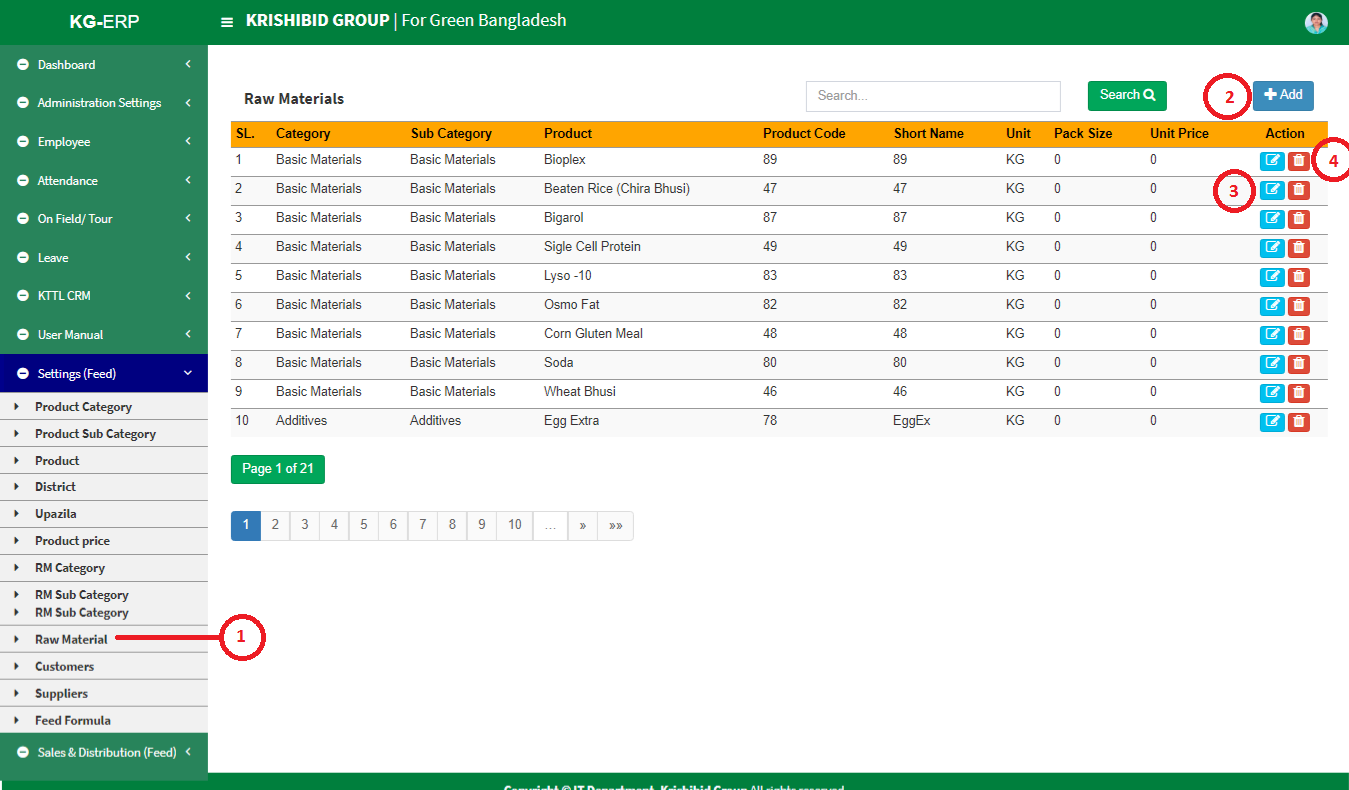 KG-ERP
KRISHIBID GROUP | For Green Bangladesh
Dashboard
Administration Settings
Employee
Attendance
On Field/ Tour
Leave
KTTL CRM
User Manual
Settings (Feed)
Product Category
Product Sub Category
Product
District
Upazila
Product price
RM Category
RM Sub Category
RM Sub Category
Raw Material
1
Customers
Suppliers
Feed Formula
Sales & Distribution (Feed)
Raw Materials
Search...
Search
2
Add
SL. Category Sub Category Product Product Code Short Name Unit Pack Size Unit Price Action
1 Basic Materials Basic Materials Bioplex 89 89 KG 0 0
4
2 Basic Materials Basic Materials Beaten Rice (Chira Bhusi) 47 47 KG 0 0
3
3 Basic Materials Basic Materials Bigarol 87 87 KG 0 0
4 Basic Materials Basic Materials Sigle Cell Protein 49 49 KG 0 0
5 Basic Materials Basic Materials Lyso -10 83 83 KG 0 0
6 Basic Materials Basic Materials Osmo Fat 82 82 KG 0 0
7 Basic Materials Basic Materials Corn Gluten Meal 48 48 KG 0 0
8 Basic Materials Basic Materials Soda 80 80 KG 0 0
9 Basic Materials Basic Materials Wheat Bhusi 46 46 KG 0 0
10 Additives Additives Egg Extra 78 EggEx KG 0 0
Page 1 of 21
1 2 3 4 5 6 7 8 9 10 ... » »»
Copyright © IT Department, Krishibid Group All rights reserved